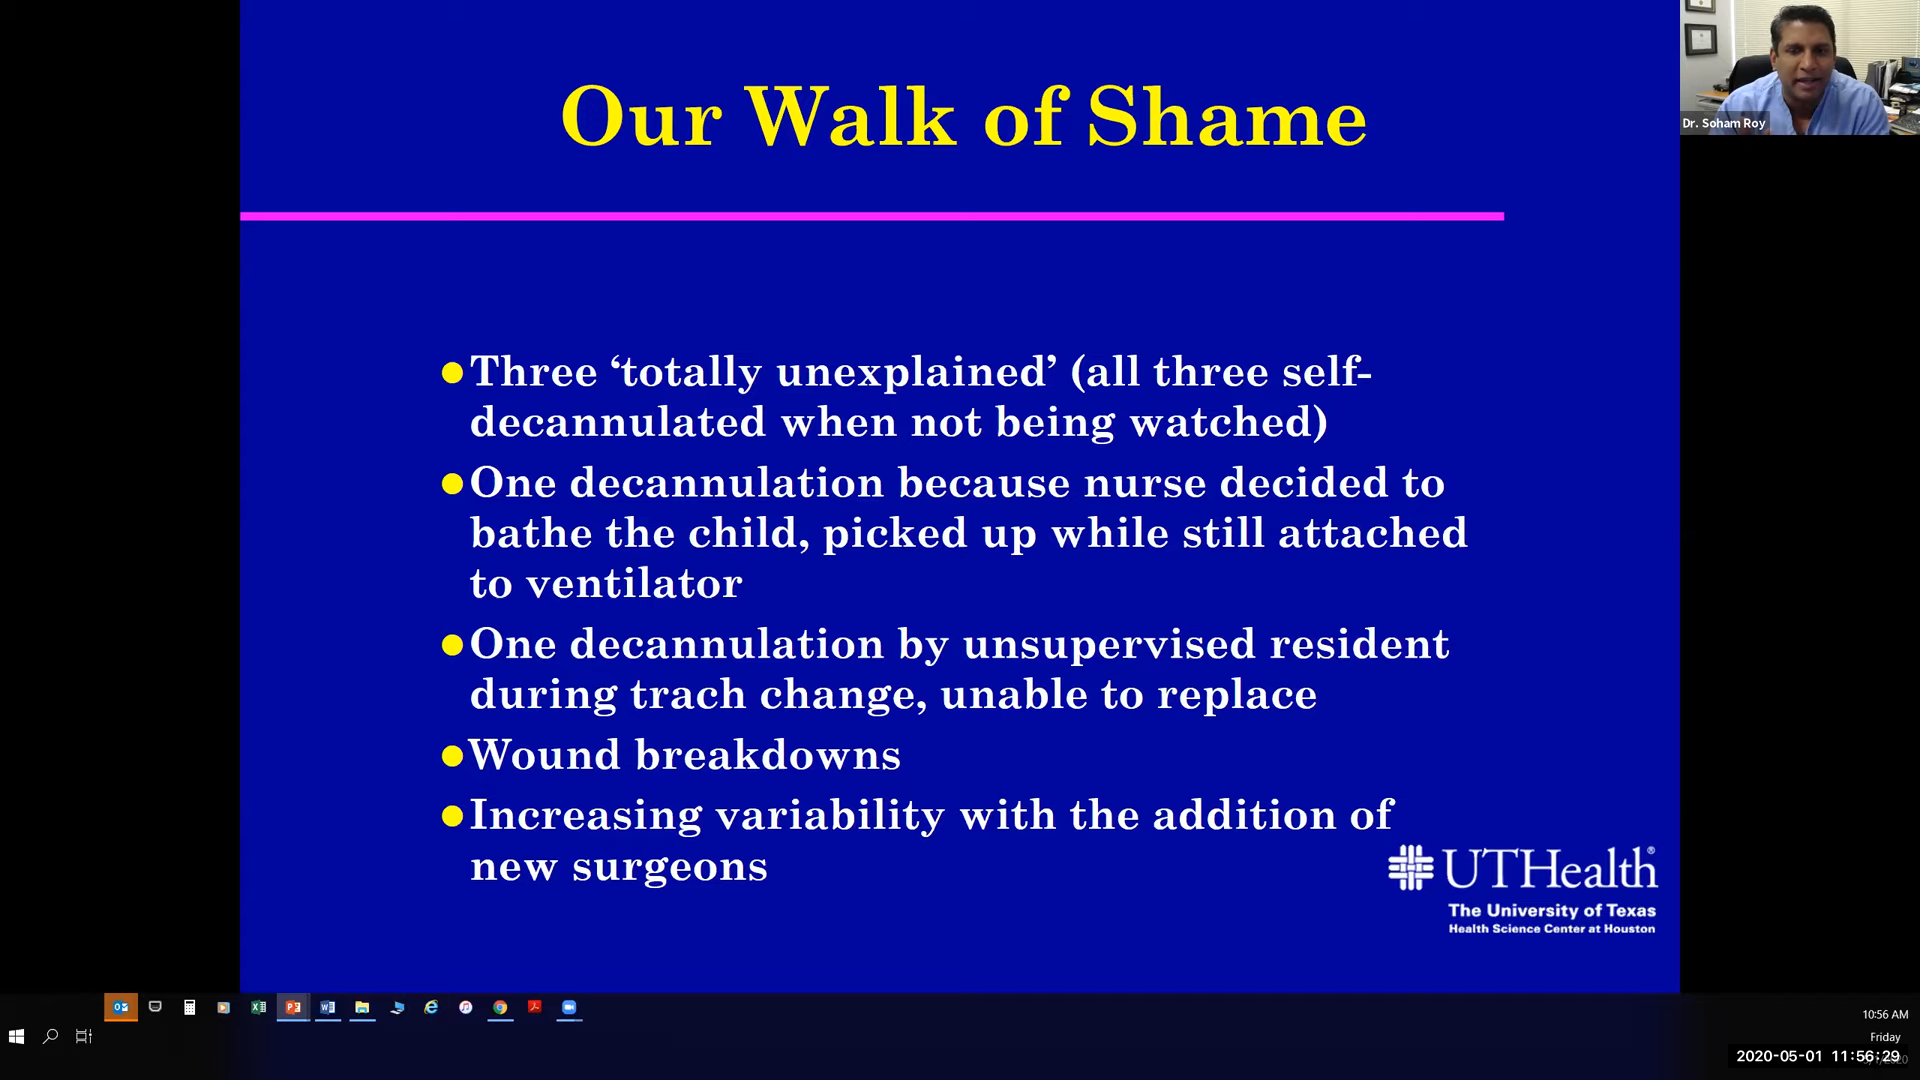 Our Walk of Shame
Dr. Soham Roy
●Three ‘totally unexplained’ (all three self-
decannulated when not being watched)
●One decannulation because nurse decided to
bathe the child, picked up while still attached
to ventilator
●One decannulation by unsupervised resident
during trach change, unable to replace
●Wound breakdowns
●Increasing variability with the addition of
new surgeons
UTHealth®
The University of Texas
Health Science Center at Houston
10:56 AM
Friday
2020-05-01 11:56:29